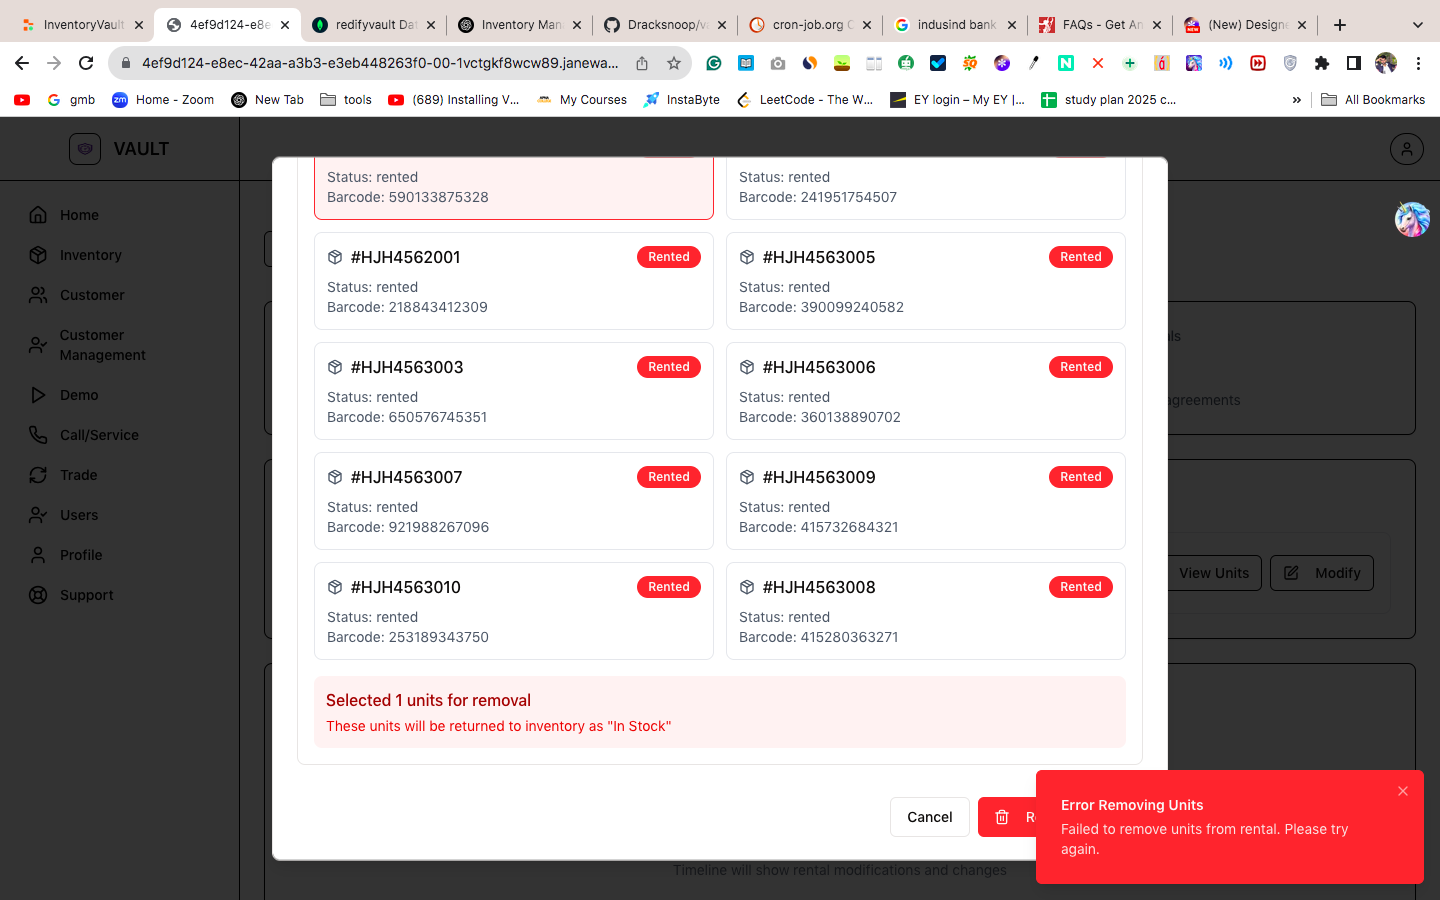 InventoryVault
4ef9d124-e8e
redifyvault Dat
Inventory Man
Dracksnoop/va
cron-job.org C
indusind bank
FAQs - Get An
(New) Designe
4ef9d124-e8ec-42aa-a3b3-e3eb448263f0-00-1vctgkf8wcw89.janewa...
gmb
Home - Zoom
New Tab
tools
(689) Installing V...
My Courses
InstaByte
LeetCode - The W...
EY login – My EY |...
study plan 2025 c...
»
All Bookmarks
VAULT
Home
Inventory
Customer
Customer
Management
Demo
Call/Service
Trade
Users
Profile
Support
Status: rented
Barcode: 590133875328
Status: rented
Barcode: 241951754507
#HJH4562001
Rented
Status: rented
Barcode: 218843412309
#HJH4563005
Rented
Status: rented
Barcode: 390099240582
#HJH4563003
Rented
Status: rented
Barcode: 650576745351
#HJH4563006
Rented
Status: rented
Barcode: 360138890702
#HJH4563007
Rented
Status: rented
Barcode: 921988267096
#HJH4563009
Rented
Status: rented
Barcode: 415732684321
#HJH4563010
Rented
Status: rented
Barcode: 253189343750
#HJH4563008
Rented
Status: rented
Barcode: 415280363271
Selected 1 units for removal
These units will be returned to inventory as "In Stock"
Cancel
als
agreements
View Units
Modify
Error Removing Units
Failed to remove units from rental. Please try
again.
Timeline will show rental modifications and changes